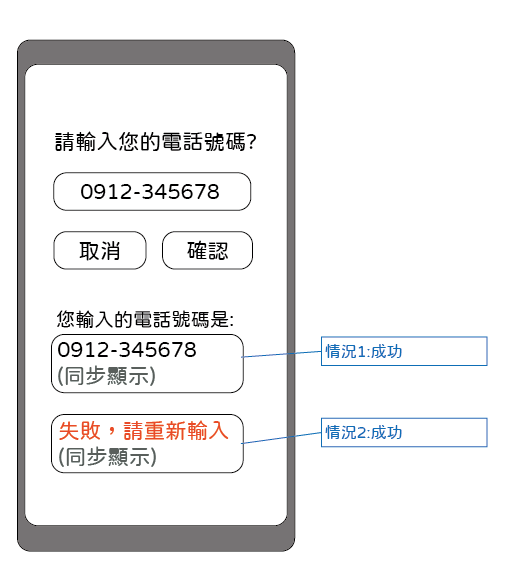 請輸入您的電話號碼?
0912-345678
取消
確認
您輸入的電話號碼是:
0912-345678
(同步顯示)
情況1:成功
失敗，請重新輸入
(同步顯示)
情況2:成功